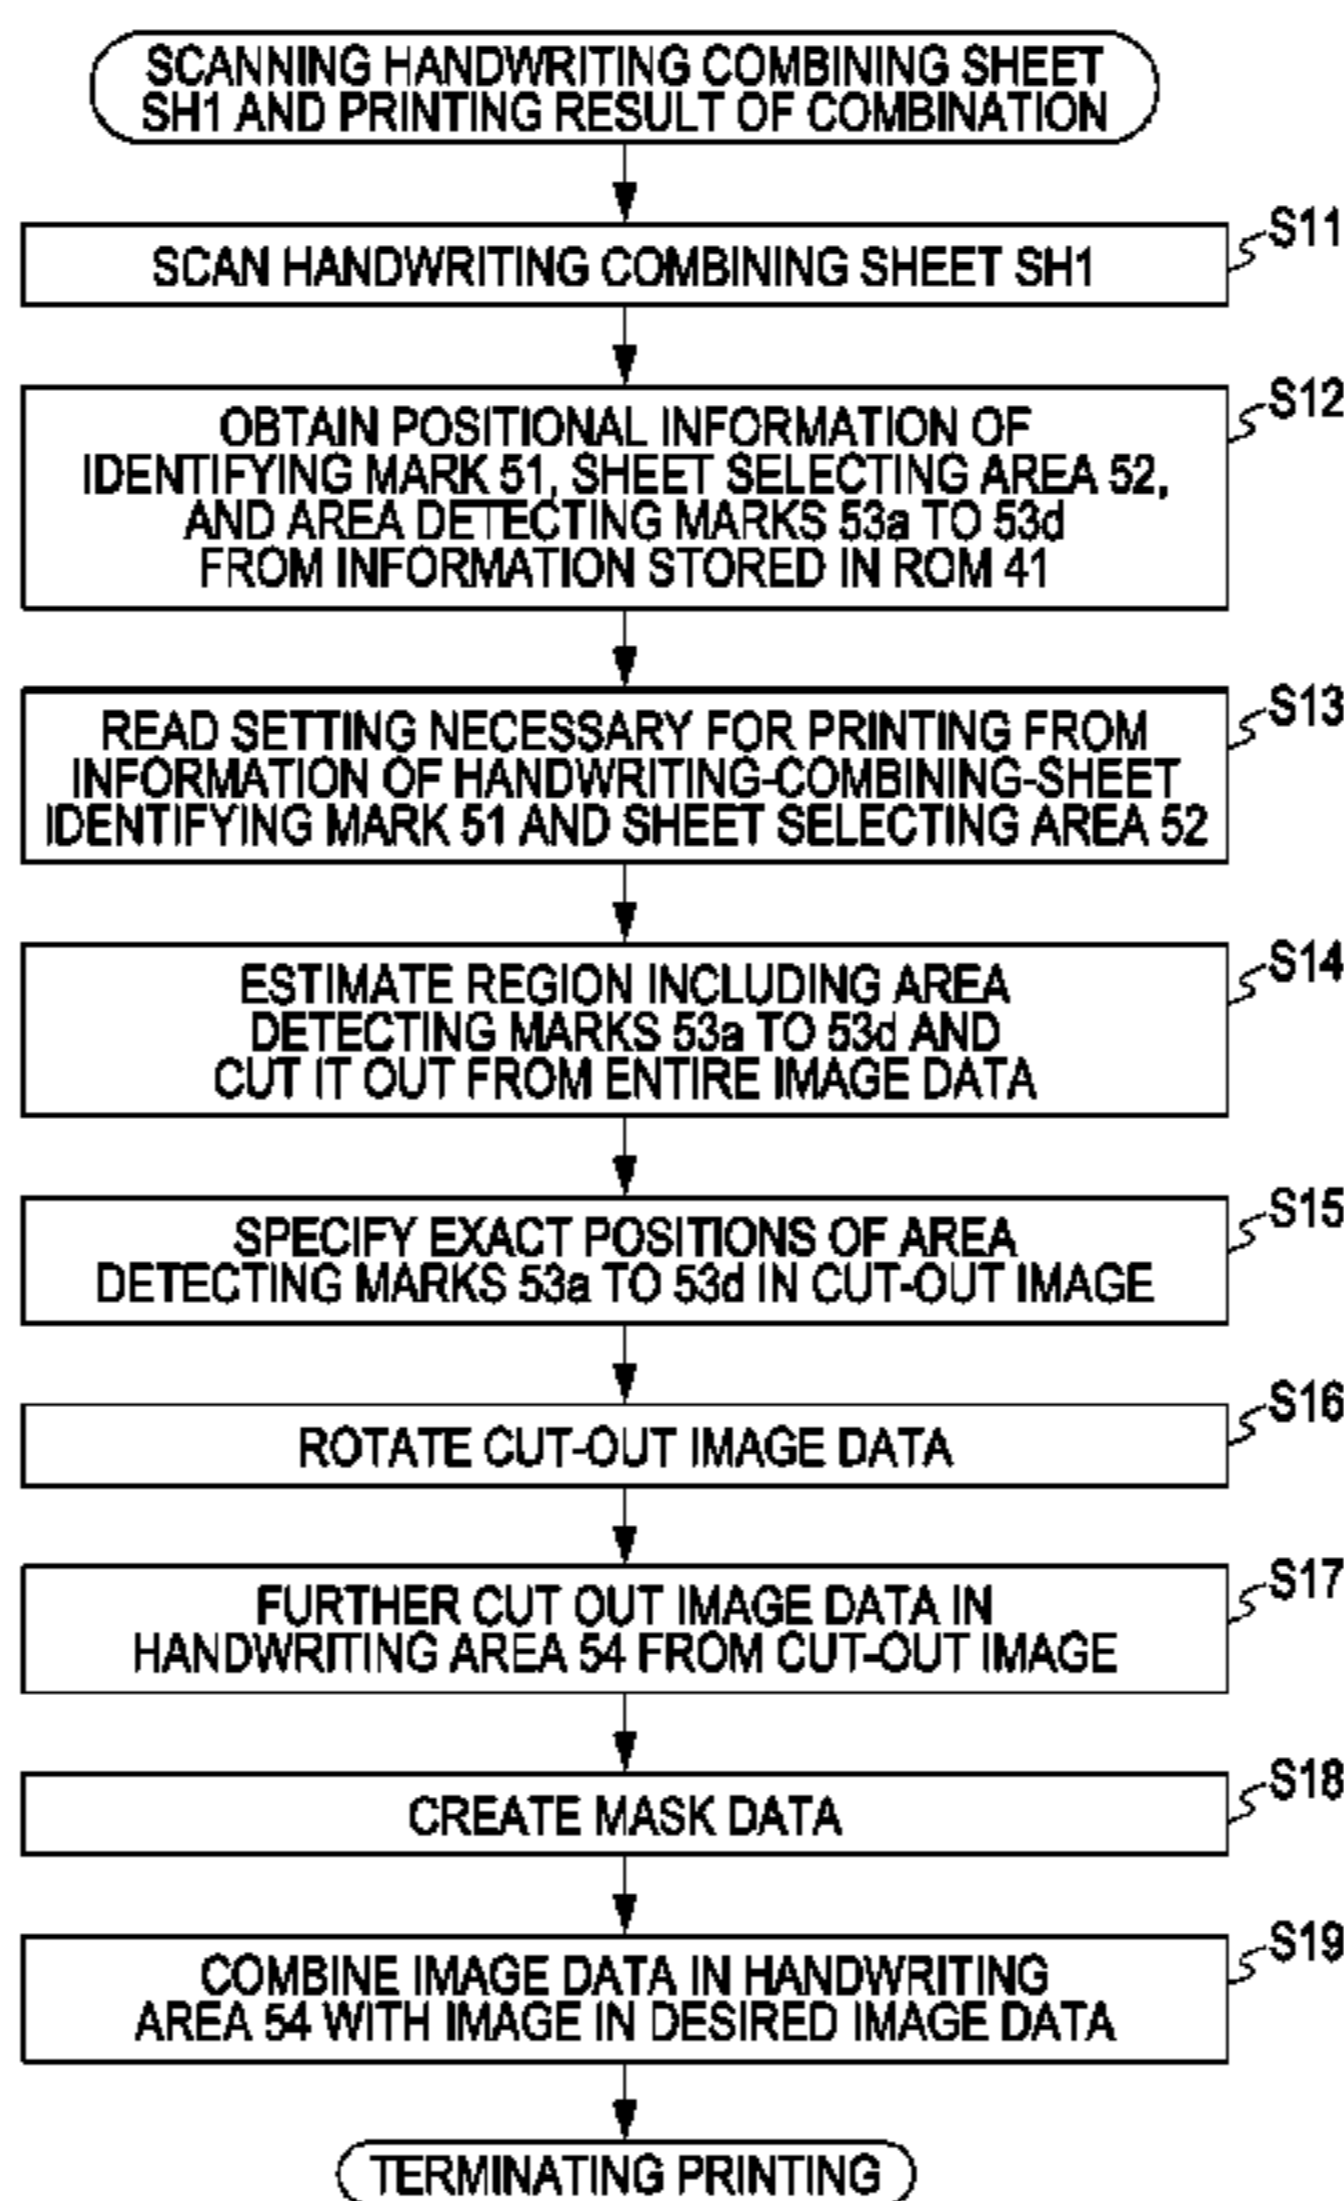 SCANNING HANDWRITING COMBINING SHEET
SH1 AND PRINTING RESULT OF COMBINATION
S11
SCAN HANDWRITING COMBINING SHEET SH1
S12
OBTAIN POSITIONAL INFORMATION OF
IDENTIFYING MARK 51, SHEET SELECTING AREA 52,
AND AREA DETECTING MARKS 53a TO 53d
FROM INFORMATION STORED IN ROM 41
S13
READ SETTING NECESSARY FOR PRINTING FROM
INFORMATION OF HANDWRITING-COMBINING-SHEET
IDENTIFYING MARK 51 AND SHEET SELECTING AREA 52
S14
ESTIMATE REGION INCLUDING AREA
DETECTING MARKS 53a TO 53d AND
CUT IT OUT FROM ENTIRE IMAGE DATA
S15
SPECIFY EXACT POSITIONS OF AREA
DETECTING MARKS 53a TO 53d IN CUT-OUT IMAGE
S16
ROTATE CUT-OUT IMAGE DATA
S17
FURTHER CUT OUT IMAGE DATA IN
HANDWRITING AREA 54 FROM CUT-OUT IMAGE
S18
CREATE MASK DATA
S19
COMBINE IMAGE DATA IN HANDWRITING
AREA 54 WITH IMAGE IN DESIRED IMAGE DATA
TERMINATING PRINTING